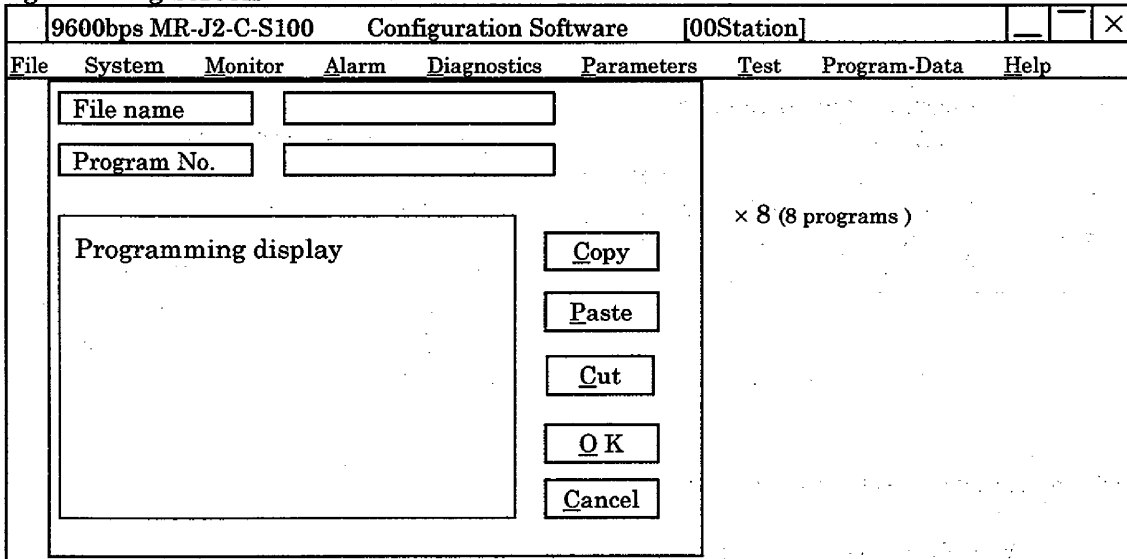 9600bps MR-J2-C-S100 Configuration Software [00Station]
File System Monitor Alarm Diagnostics Parameters Test Program-Data Help
File name
Program No.
× 8 (8 programs )
Programming display
Copy
Paste
Cut
O K
Cancel